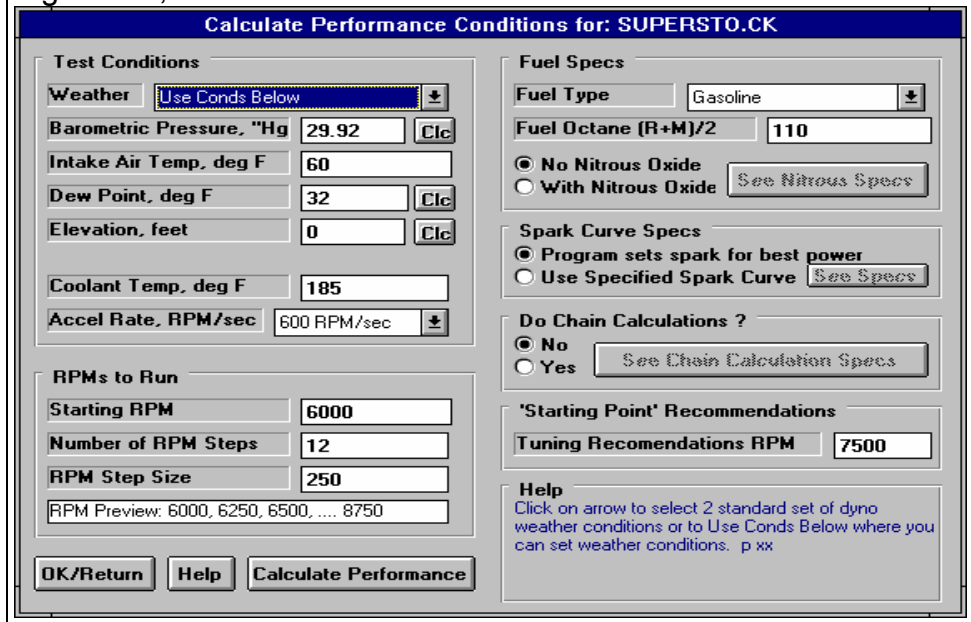 Calculate Performance Conditions for: SUPERSTO.CK
Test Conditions
Weather Use Conds Below
Barometric Pressure, "Hg 29.92 Clc
Intake Air Temp, deg F 60
Dew Point, deg F 32 Clc
Elevation, feet 0 Clc
Coolant Temp, deg F 185
Accel Rate, RPM/sec 600 RPM/sec
RPMs to Run
Starting RPM 6000
Number of RPM Steps 12
RPM Step Size 250
RPM Preview: 6000, 6250, 6500, .... 8750
OK/Return Help Calculate Performance
Fuel Specs
Fuel Type Gasoline
Fuel Octane (R+M)/2 110
No Nitrous Oxide
With Nitrous Oxide See Nitrous Specs
Spark Curve Specs
Program sets spark for best power
Use Specified Spark Curve See Specs
Do Chain Calculations ?
No
Yes See Chain Calculation Specs
'Starting Point' Recommendations
Tuning Recomendations RPM 7500
Help
Click on arrow to select 2 standard set of dyno
weather conditions or to Use Conds Below where you
can set weather conditions. p xx